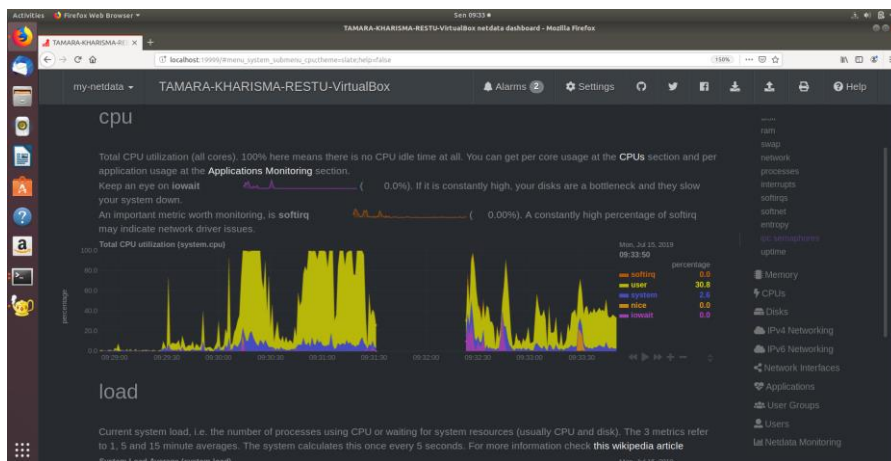 Activities
Firefox Web Browser
Sen 09:33
TAMARA-KHARISMA-RESTU-VirtualBox netdata dashboard - Mozilla Firefox
TAMARA-KHARISMA-RES
localhost:19999/#menu_system_submenu_cpu;theme=slate;help=false
150%
my-netdata
TAMARA-KHARISMA-RESTU-VirtualBox
Alarms 2
Settings
Help
cpu
Total CPU utilization (all cores). 100% here means there is no CPU idle time at all. You can get per core usage at the CPUs section and per
application usage at the Applications Monitoring section.
Keep an eye on iowait ( 0.0%). If it is constantly high, your disks are a bottleneck and they slow
your system down.
An important metric worth monitoring, is softirq ( 0.00%). A constantly high percentage of softirq
may indicate network driver issues.
Total CPU utilization (system.cpu)
Mon, Jul 15, 2019
09:33:50
percentage
softirq 0.0
user 30.8
system 2.6
nice 0.0
iowait 0.0
percentage
100.0
80.0
60.0
40.0
20.0
0.0
09:29:00 09:29:30 09:30:00 09:30:30 09:31:00 09:31:30 09:32:00 09:32:30 09:33:00 09:33:30
load
Current system load, i.e. the number of processes using CPU or waiting for system resources (usually CPU and disk). The 3 metrics refer
to 1, 5 and 15 minute averages. The system calculates this once every 5 seconds. For more information check this wikipedia article
ram
swap
network
processes
interrupts
softirqs
softnet
entropy
ipc semaphores
uptime
Memory
CPUs
Disks
IPv4 Networking
IPv6 Networking
Network Interfaces
Applications
User Groups
Users
Netdata Monitoring